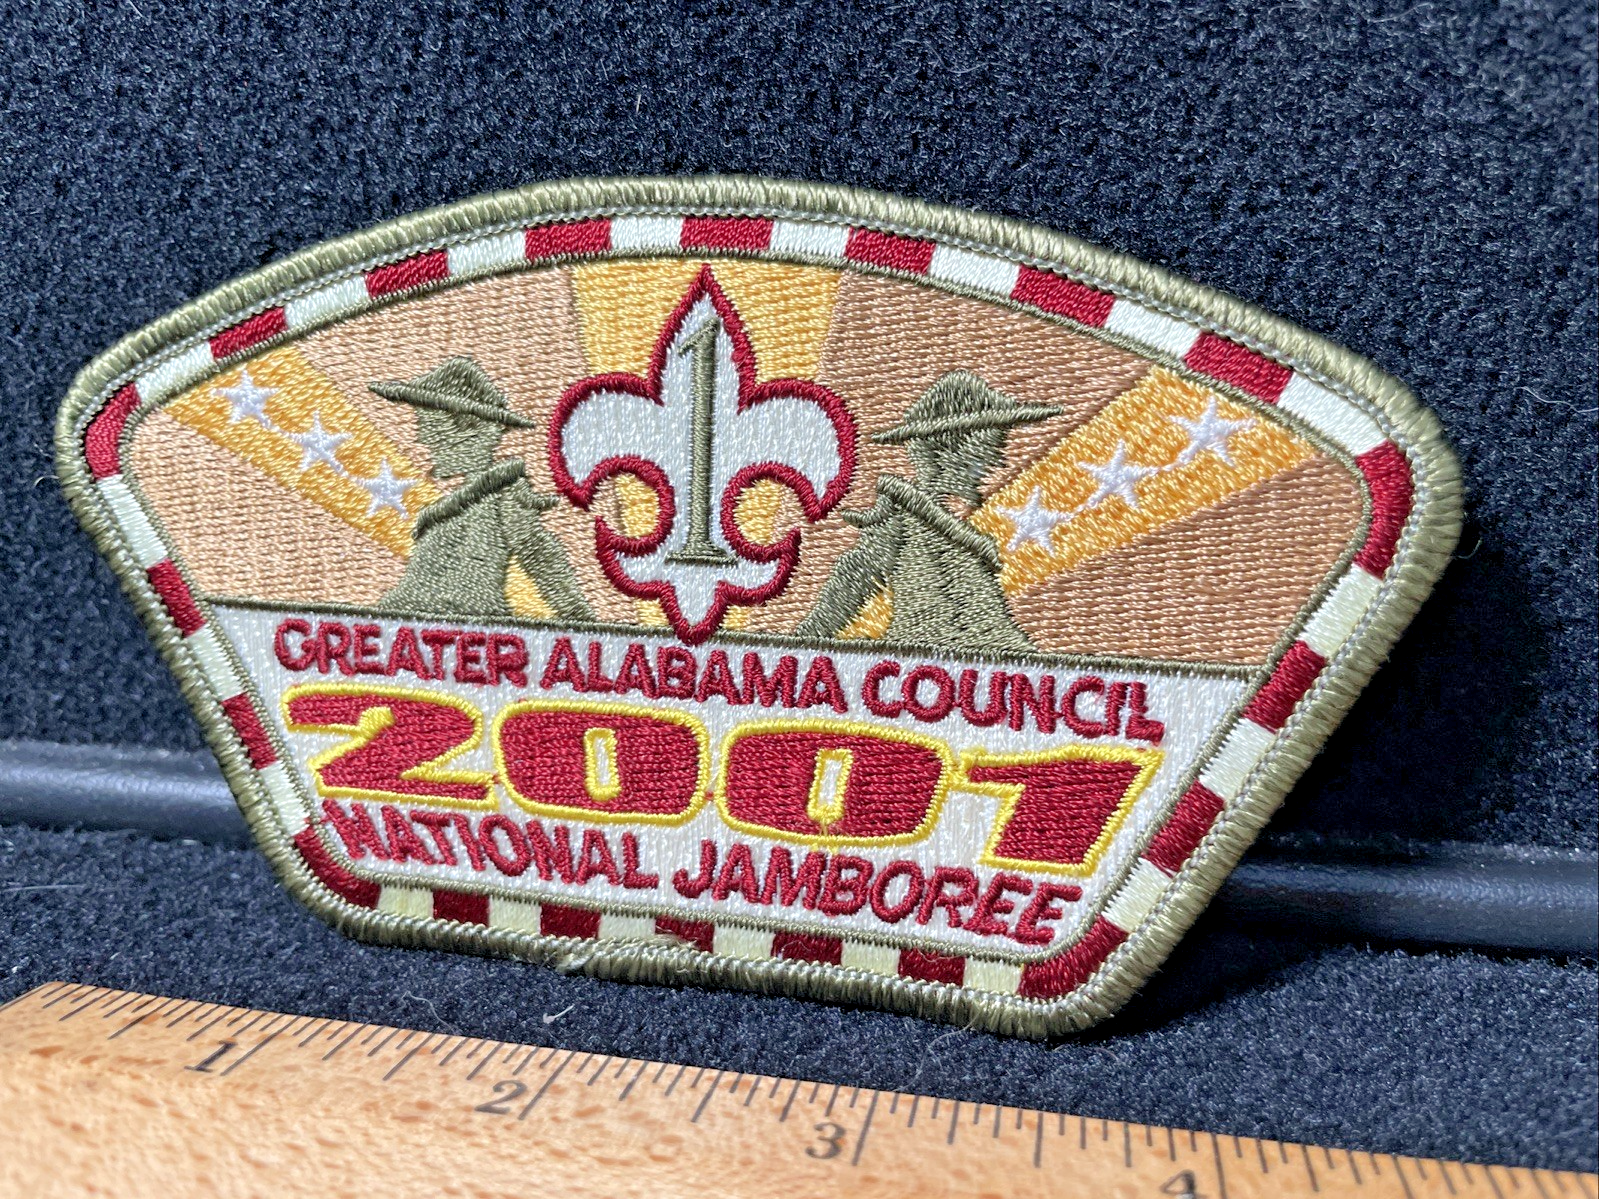 1
GREATER ALABAMA COUNCIL
2001
NATIONAL JAMBOREE
1 2 3 4